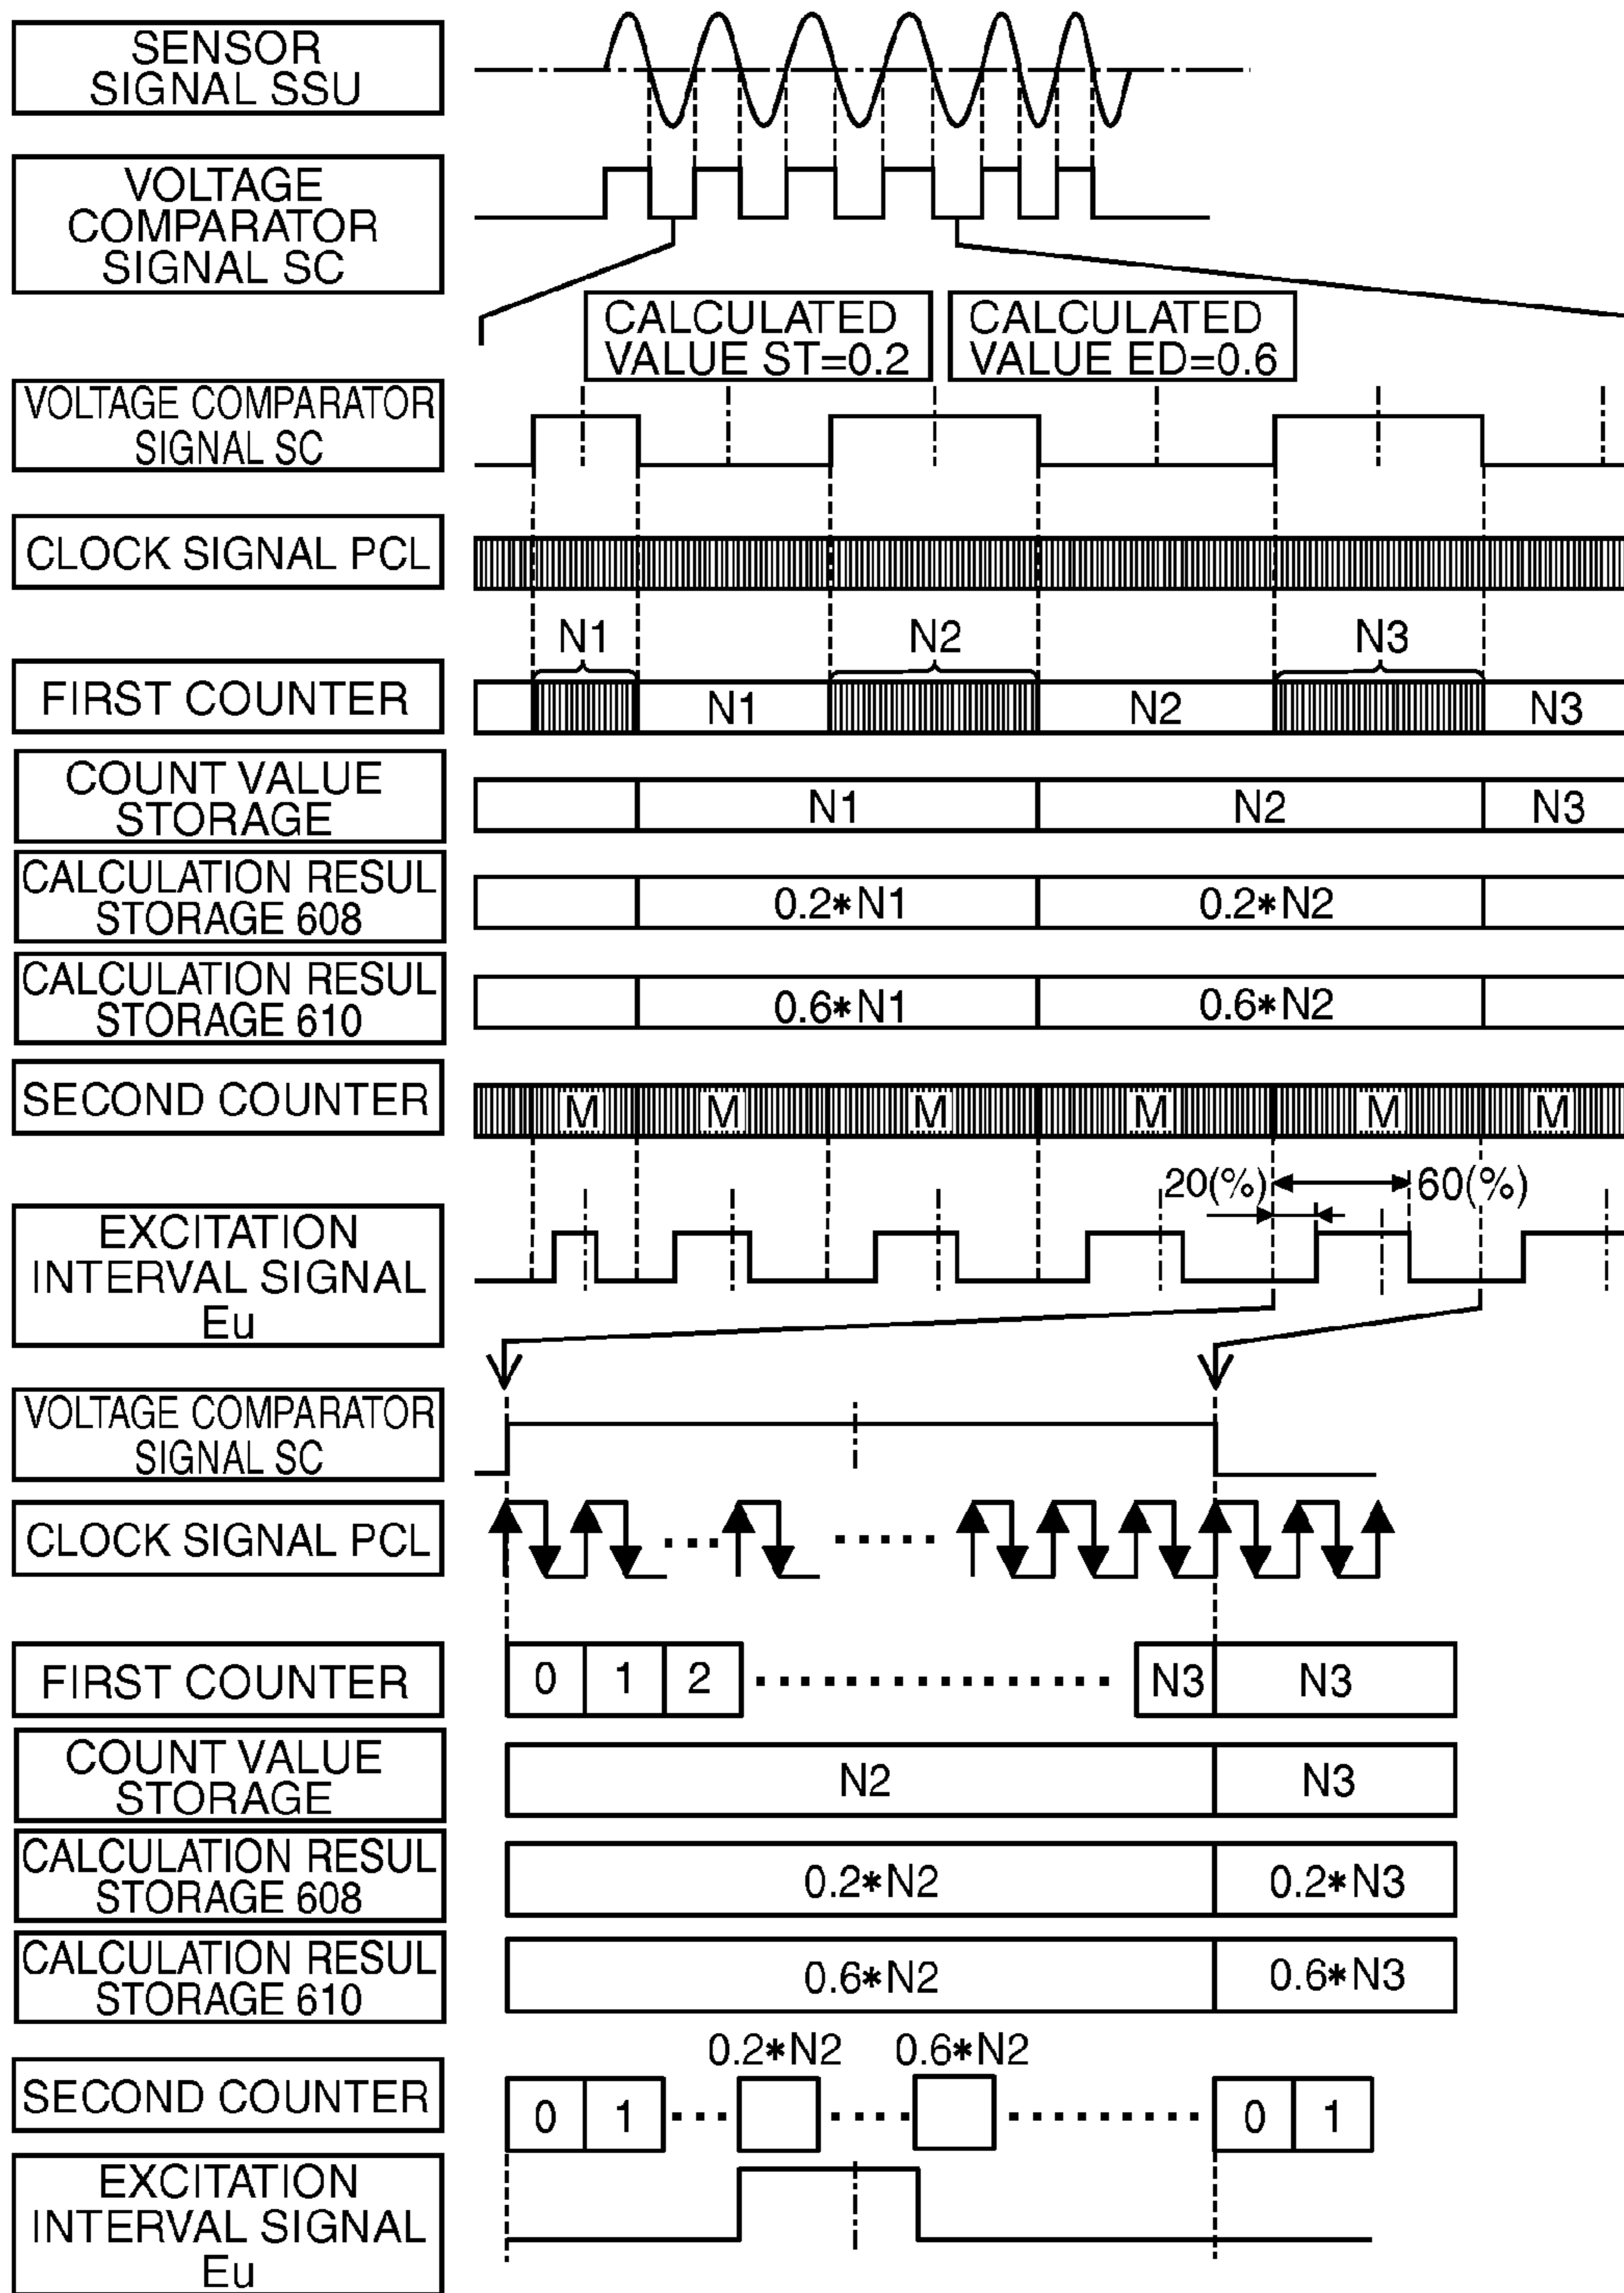 SENSOR
SIGNAL SSU
VOLTAGE
COMPARATOR
SIGNAL SC
CALCULATED
VALUE ST=0.2
CALCULATED
VALUE ED=0.6
VOLTAGE COMPARATOR
SIGNAL SC
CLOCK SIGNAL PCL
N1 N2 N3
FIRST COUNTER
N1 N2 N3
COUNT VALUE
STORAGE
N1 N2 N3
CALCULATION RESUL
STORAGE 608
0.2*N1 0.2*N2
CALCULATION RESUL
STORAGE 610
0.6*N1 0.6*N2
SECOND COUNTER
M M M M M M
20(%) 60(%)
EXCITATION
INTERVAL SIGNAL
Eu
VOLTAGE COMPARATOR
SIGNAL SC
CLOCK SIGNAL PCL
FIRST COUNTER
0 1 2 N3 N3
COUNT VALUE
STORAGE
N2 N3
CALCULATION RESUL
STORAGE 608
0.2*N2 0.2*N3
CALCULATION RESUL
STORAGE 610
0.6*N2 0.6*N3
0.2*N2 0.6*N2
SECOND COUNTER
0 1 0 1
EXCITATION
INTERVAL SIGNAL
Eu